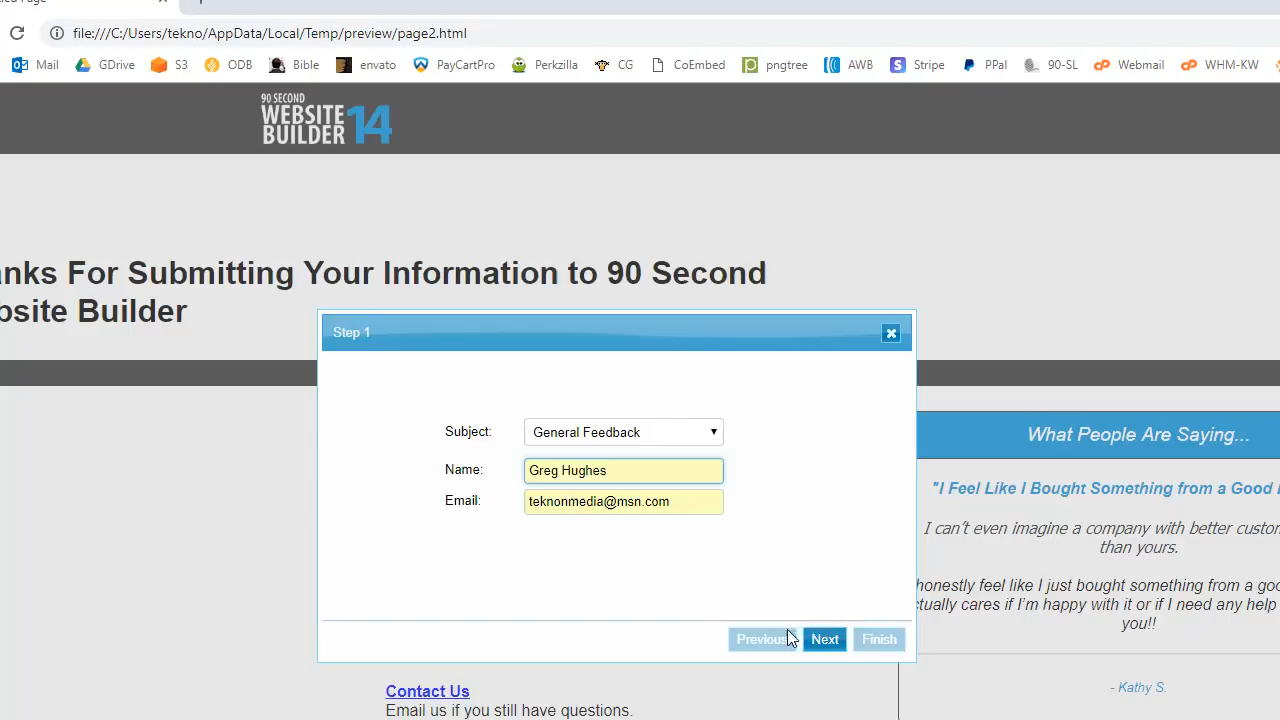 file:///C:/Users/tekno/AppData/Local/Temp/preview/page2.html
Mail GDrive S3 ODB Bible envato PayCartPro Perkzilla CG CoEmbed pngtree AWB Stripe PPal 90-SL Webmail WHM-KW
90 SECOND
WEBSITE
BUILDER 14
For Submitting Your Information to 90 Second
Builder
Step 1
Subject: General Feedback
Name: Greg Hughes
Email: teknonmedia@msn.com
Previous Next Finish
What People Are Saying...
"I Feel Like I Bought Something from a Good
I can't even imagine a company with better
than yours.
honestly feel like I just bought something from a
cares if I'm happy with it or if I need any help
you!!
- Kathy S.
Contact Us
Email us if you still have questions.